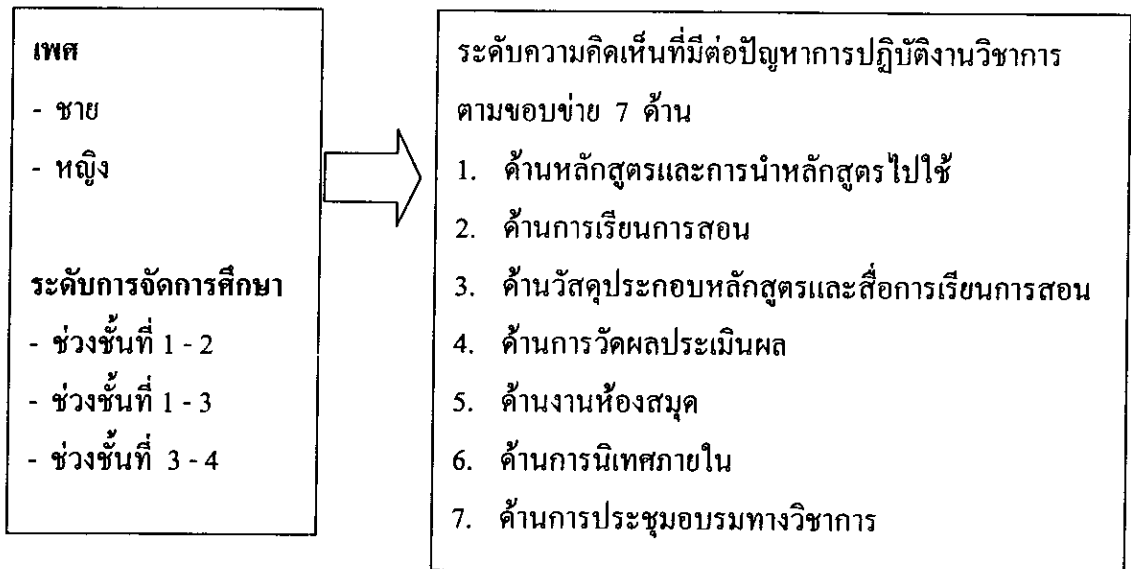 เพศ
- ชาย
- หญิง
ระดับการจัดการศึกษา
- ช่วงชั้นที่ 1 - 2
- ช่วงชั้นที่ 1 - 3
- ช่วงชั้นที่ 3 - 4
ระดับความคิดเห็นที่มีต่อปัญหาการปฏิบัติงานวิชาการ
ตามขอบข่าย 7 ด้าน
1. ด้านหลักสูตรและการนำหลักสูตรไปใช้
2. ด้านการเรียนการสอน
3. ด้านวัสดุประกอบหลักสูตรและสื่อการเรียนการสอน
4. ด้านการวัดผลประเมินผล
5. ด้านงานห้องสมุด
6. ด้านการนิเทศภายใน
7. ด้านการประชุมอบรมทางวิชาการ